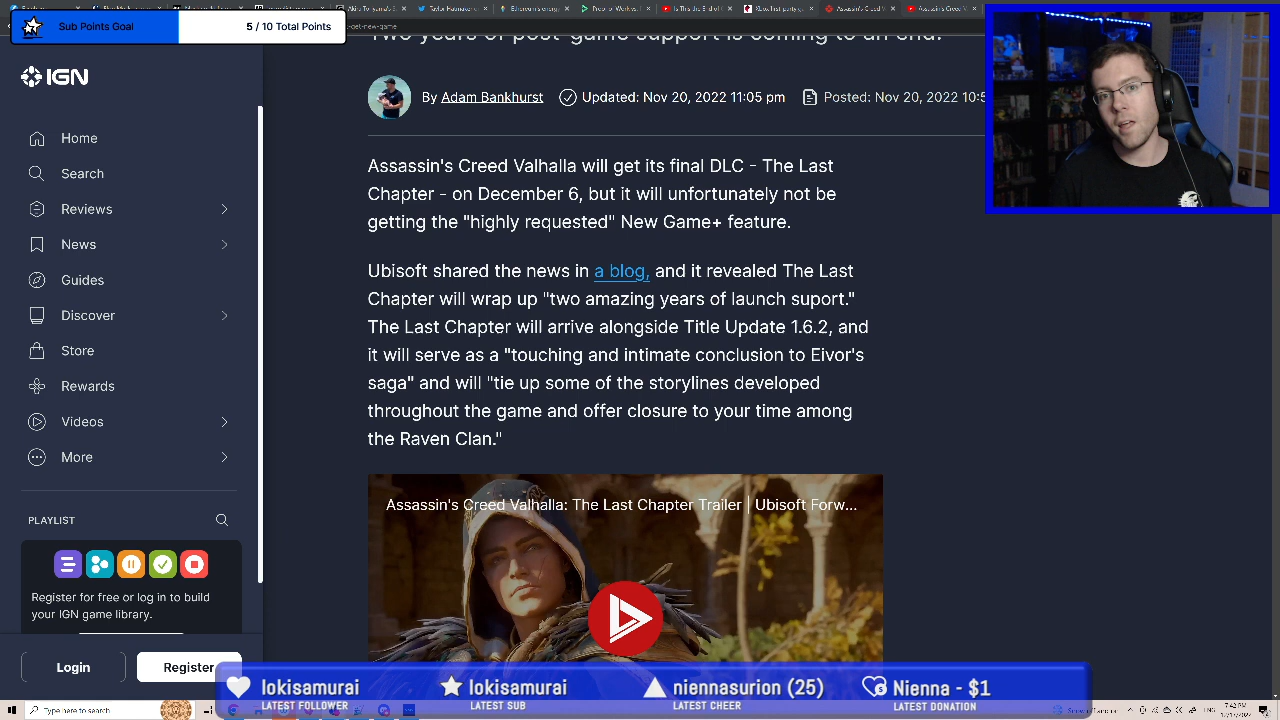 Sub Points Goal
5 / 10 Total Points
IGN
Home
Search
Reviews
News
Guides
Discover
Store
Rewards
Videos
More
PLAYLIST
Register for free or log in to build
your IGN game library.
Login
Register
By Adam Bankhurst
Updated: Nov 20, 2022 11:05 pm
Posted: Nov 20, 2022 10:5
Assassin's Creed Valhalla will get its final DLC - The Last
Chapter - on December 6, but it will unfortunately not be
getting the "highly requested" New Game+ feature.
Ubisoft shared the news in a blog, and it revealed The Last
Chapter will wrap up "two amazing years of launch suport."
The Last Chapter will arrive alongside Title Update 1.6.2, and
it will serve as a "touching and intimate conclusion to Eivor's
saga" and will "tie up some of the storylines developed
throughout the game and offer closure to your time among
the Raven Clan."
Assassin's Creed Valhalla: The Last Chapter Trailer | Ubisoft Forw...
lokisamurai
LATEST FOLLOWER
lokisamurai
LATEST SUB
niennasurion (25)
LATEST CHEER
Nienna - $1
LATEST DONATION
Type here to search